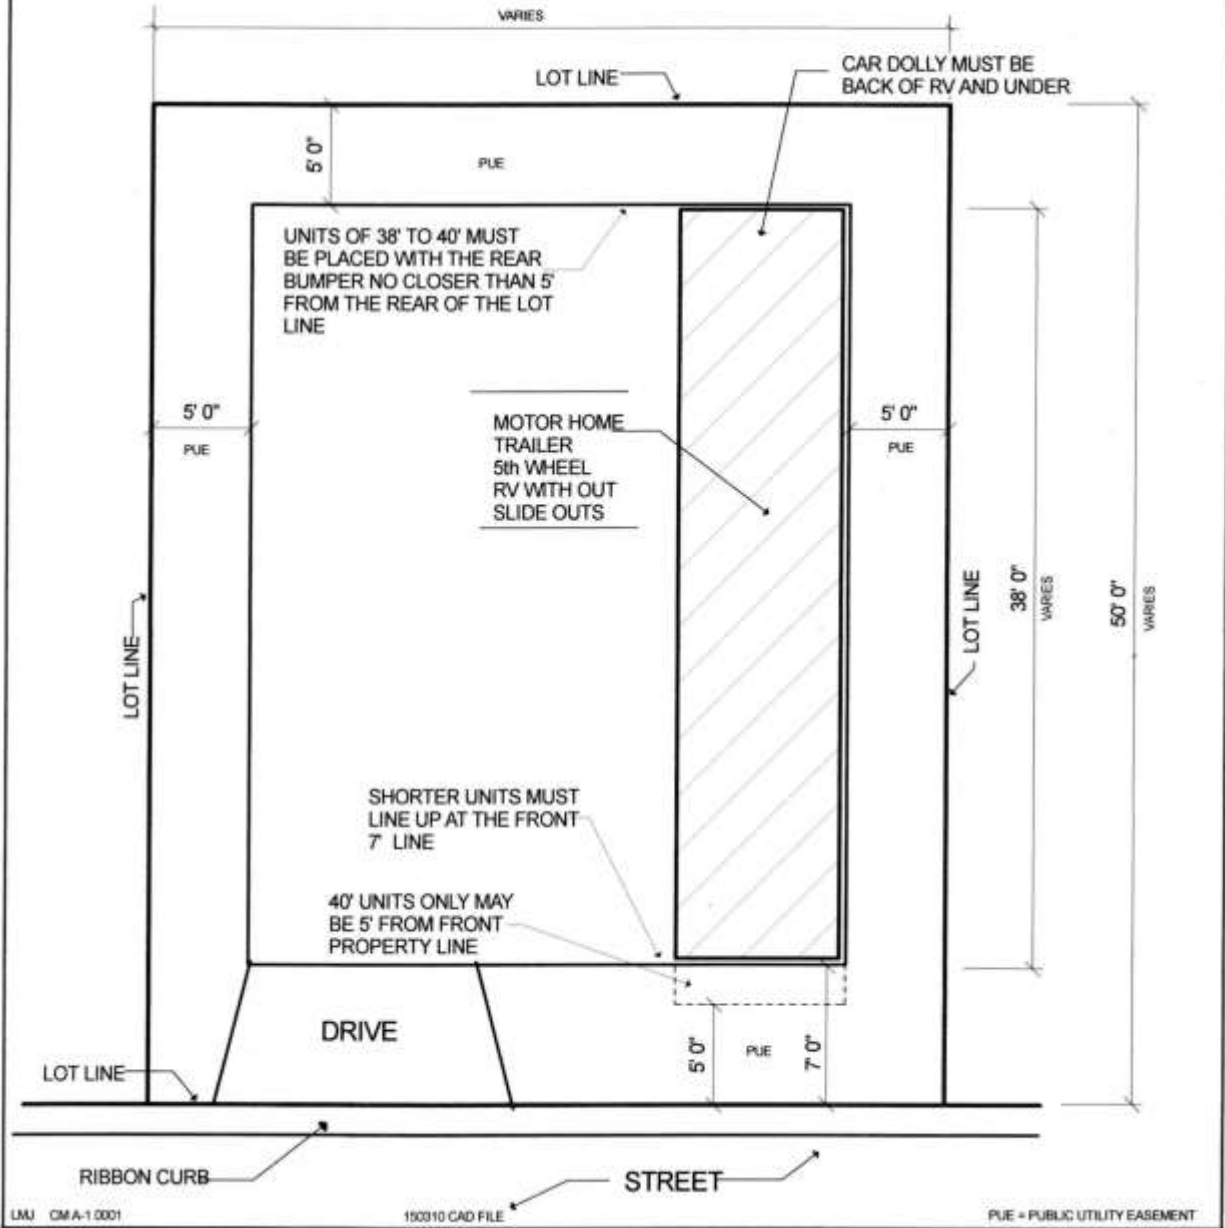 VARIES
LOT LINE
CAR DOLLY MUST BE
BACK OF RV AND UNDER
5' 0"
PUE
UNITS OF 38' TO 40' MUST
BE PLACED WITH THE REAR
BUMPER NO CLOSER THAN 5'
FROM THE REAR OF THE LOT
LINE
5' 0"
PUE
MOTOR HOME
TRAILER
5th WHEEL
RV WITH OUT
SLIDE OUTS
5' 0"
PUE
LOT LINE
LOT LINE
38' 0"
VARIES
50' 0"
VARIES
SHORTER UNITS MUST
LINE UP AT THE FRONT
7' LINE
40' UNITS ONLY MAY
BE 5' FROM FRONT
PROPERTY LINE
DRIVE
5' 0"
PUE
7' 0"
LOT LINE
RIBBON CURB
STREET
LMJ CM A-1.0001
150310 CAD FILE
PUE = PUBLIC UTILITY EASEMENT